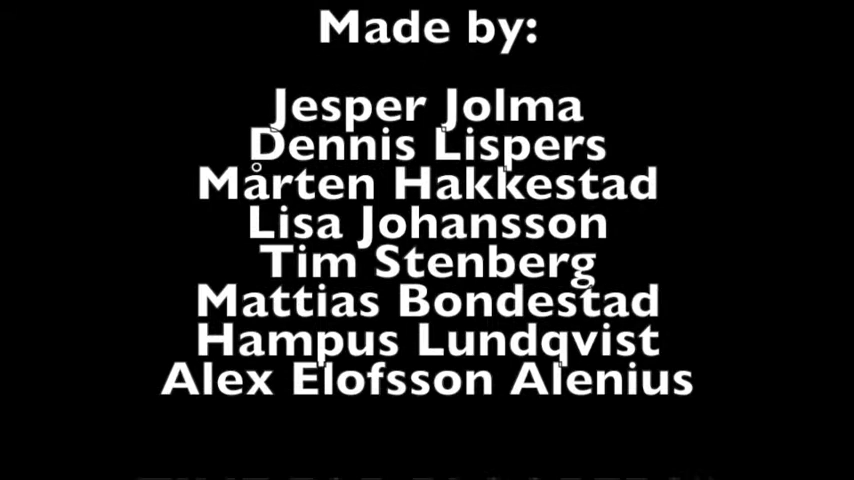 Made by:
Jesper Jolma
Dennis Lispers
Mårten Hakkestad
Lisa Johansson
Tim Stenberg
Mattias Bondestad
Hampus Lundqvist
Alex Elofsson Alenius